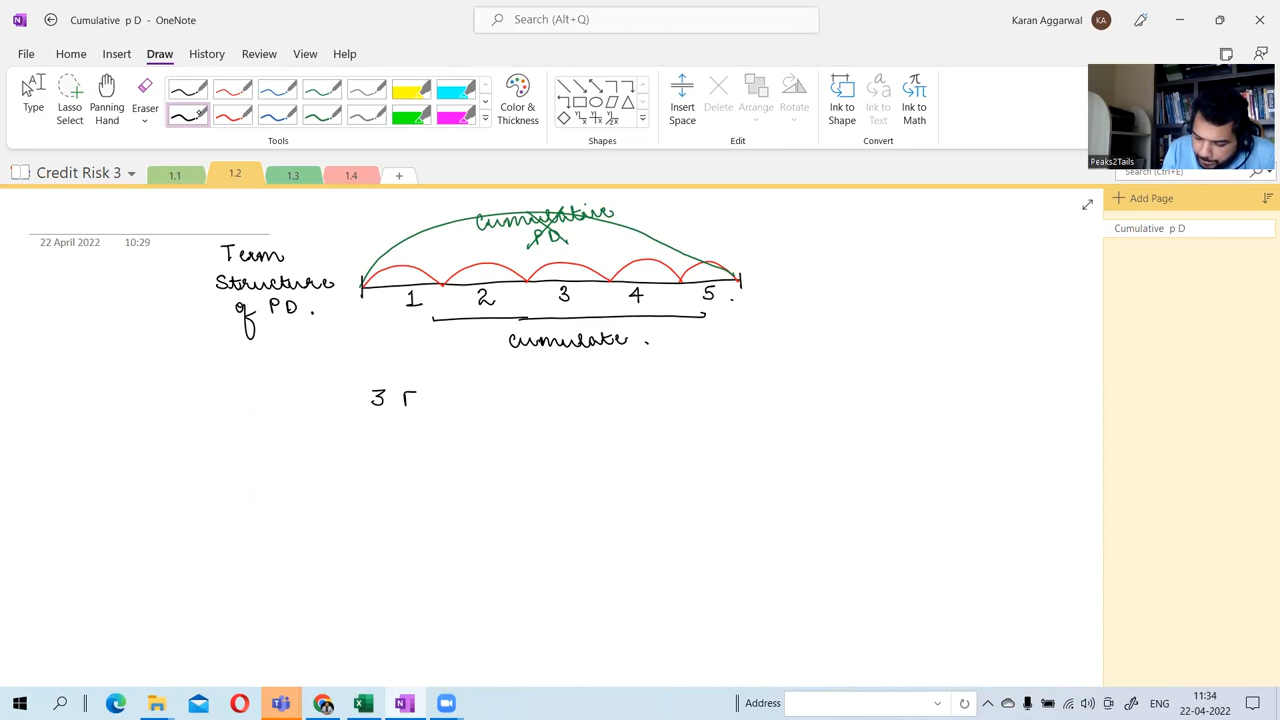 Cumulative p D - OneNote
Search (Alt+Q)
Karan Aggarwal
KA
File Home Insert Draw History Review View Help
Type
Lasso Select
Panning Hand
Eraser
Color & Thickness
Insert Space
Delete
Arrange
Rotate
Ink to Shape
Ink to Text
Ink to Math
Tools
Shapes
Edit
Convert
Peaks2Tails
Credit Risk 3
1.1
1.2
1.3
1.4
Search (Ctrl+E)
Add Page
Cumulative p D
22 April 2022 10:29
Term
Structure
of PD.
Cumulative
PD
1 2 3 4 5
cumulate.
3
Address
ENG
11:34
22-04-2022